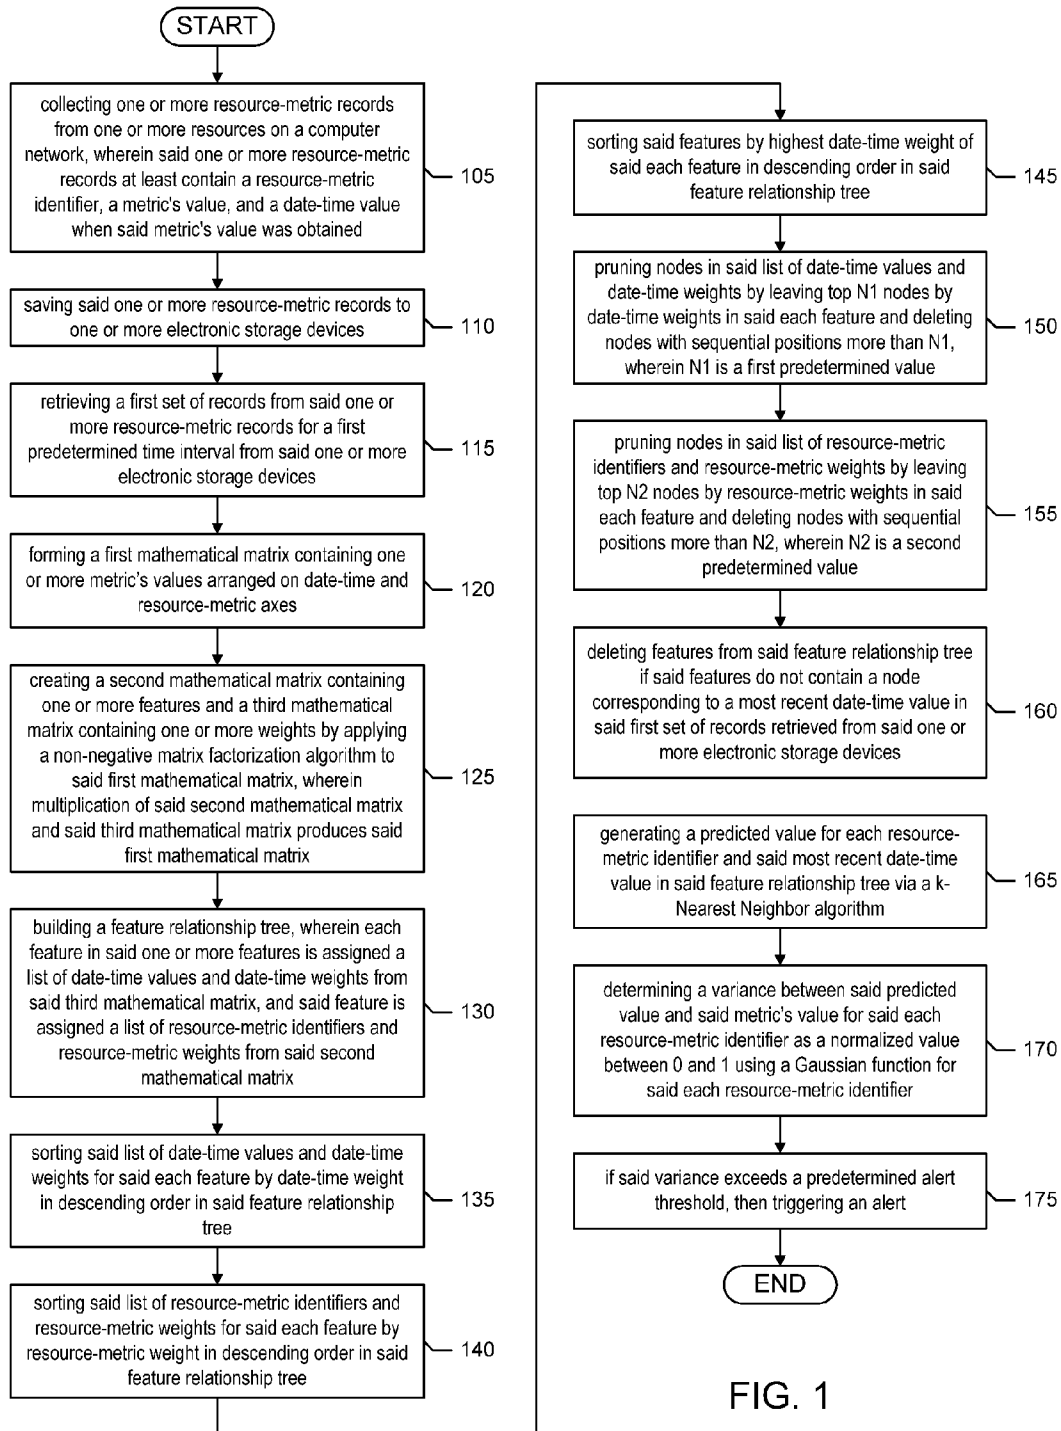 START
collecting one or more resource-metric records
from one or more resources on a computer
network, wherein said one or more resource-metric
records at least contain a resource-metric
identifier, a metric's value, and a date-time value
when said metric's value was obtained
105
saving said one or more resource-metric records to
one or more electronic storage devices
110
retrieving a first set of records from said one or
more resource-metric records for a first
predetermined time interval from said one or more
electronic storage devices
115
forming a first mathematical matrix containing one
or more metric's values arranged on date-time and
resource-metric axes
120
creating a second mathematical matrix containing
one or more features and a third mathematical
matrix containing one or more weights by applying
a non-negative matrix factorization algorithm to
said first mathematical matrix, wherein
multiplication of said second mathematical matrix
and said third mathematical matrix produces said
first mathematical matrix
125
building a feature relationship tree, wherein each
feature in said one or more features is assigned a
list of date-time values and date-time weights from
said third mathematical matrix, and said feature is
assigned a list of resource-metric identifiers and
resource-metric weights from said second
mathematical matrix
130
sorting said list of date-time values and date-time
weights for said each feature by date-time weight
in descending order in said feature relationship
tree
135
sorting said list of resource-metric identifiers and
resource-metric weights for said each feature by
resource-metric weight in descending order in said
feature relationship tree
140
sorting said features by highest date-time weight of
said each feature in descending order in said
feature relationship tree
145
pruning nodes in said list of date-time values and
date-time weights by leaving top N1 nodes by
date-time weights in said each feature and deleting
nodes with sequential positions more than N1,
wherein N1 is a first predetermined value
150
pruning nodes in said list of resource-metric
identifiers and resource-metric weights by leaving
top N2 nodes by resource-metric weights in said
each feature and deleting nodes with sequential
positions more than N2, wherein N2 is a second
predetermined value
155
deleting features from said feature relationship tree
if said features do not contain a node
corresponding to a most recent date-time value in
said first set of records retrieved from said one or
more electronic storage devices
160
generating a predicted value for each resource-
metric identifier and said most recent date-time
value in said feature relationship tree via a k-
Nearest Neighbor algorithm
165
determining a variance between said predicted
value and said metric's value for said each
resource-metric identifier as a normalized value
between 0 and 1 using a Gaussian function for
said each resource-metric identifier
170
if said variance exceeds a predetermined alert
threshold, then triggering an alert
175
END
FIG. 1